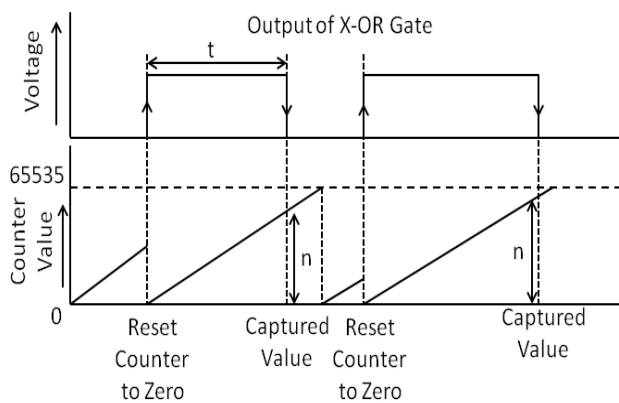 Output of X-OR Gate
t
Voltage
65535
Counter
Value
n
n
0
Reset
Counter
to Zero
Captured
Value
Reset
Counter
to Zero
Captured
Value